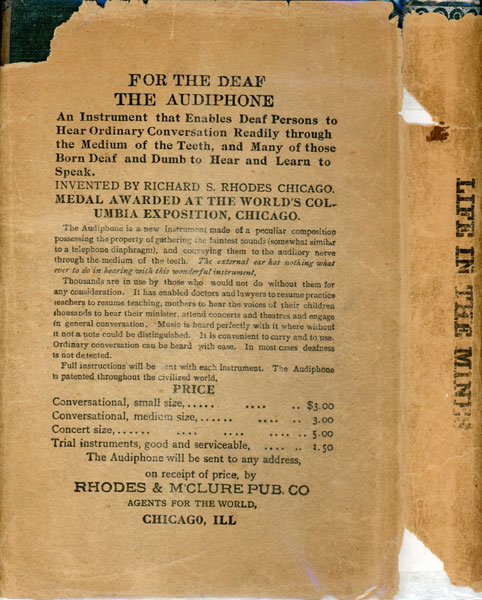 FOR THE DEAF
THE AUDIPHONE
An Instrument that Enables Deaf Persons to
Hear Ordinary Conversation Readily through
the Medium of the Teeth, and Many of those
Born Deaf and Dumb to Hear and Learn to
Speak.
INVENTED BY RICHARD S. RHODES CHICAGO.
MEDAL AWARDED AT THE WORLD'S COL-
UMBIA EXPOSITION, CHICAGO.
The Audiphone is a new instrument made of a peculiar composition
possessing the property of gathering the faintest sounds (somewhat similar
to a telephone diaphragm), and conveying them to the audiory nerve
through the medium of the teeth. The external ear has nothing what
ever to do in hearing with this wonderful instrument,
Thousands are in use by those who would not do without them for
any consideration. It has enabled doctors and lawyers to resume practice
teachers to resume teaching, mothers to hear the voices of their children
thousands to hear their minister, attend concerts and theatres and engage
in general conversation. Music is heard perfectly with it where without
it not a note could be distinguished. It is convenient to carry and to use.
Ordinary conversation can be heard with ease. In most cases deafness
is not detected.
Full instructions will be sent with each instrument. The Audiphone
is patented throughout the civilized world,
PRICE
Conversational, small size,..... .... .. $3.00
Conversational, medium size,...... .... .. 3.00
Concert size,...... .... .... .... .. 5.00
Trial instruments, good and serviceable, .... .. 1.50
The Audiphone will be sent to any address,
on receipt of price, by
RHODES & McCLURE PUB. CO
AGENTS FOR THE WORLD,
CHICAGO, ILL
LIFE IN THE MINES